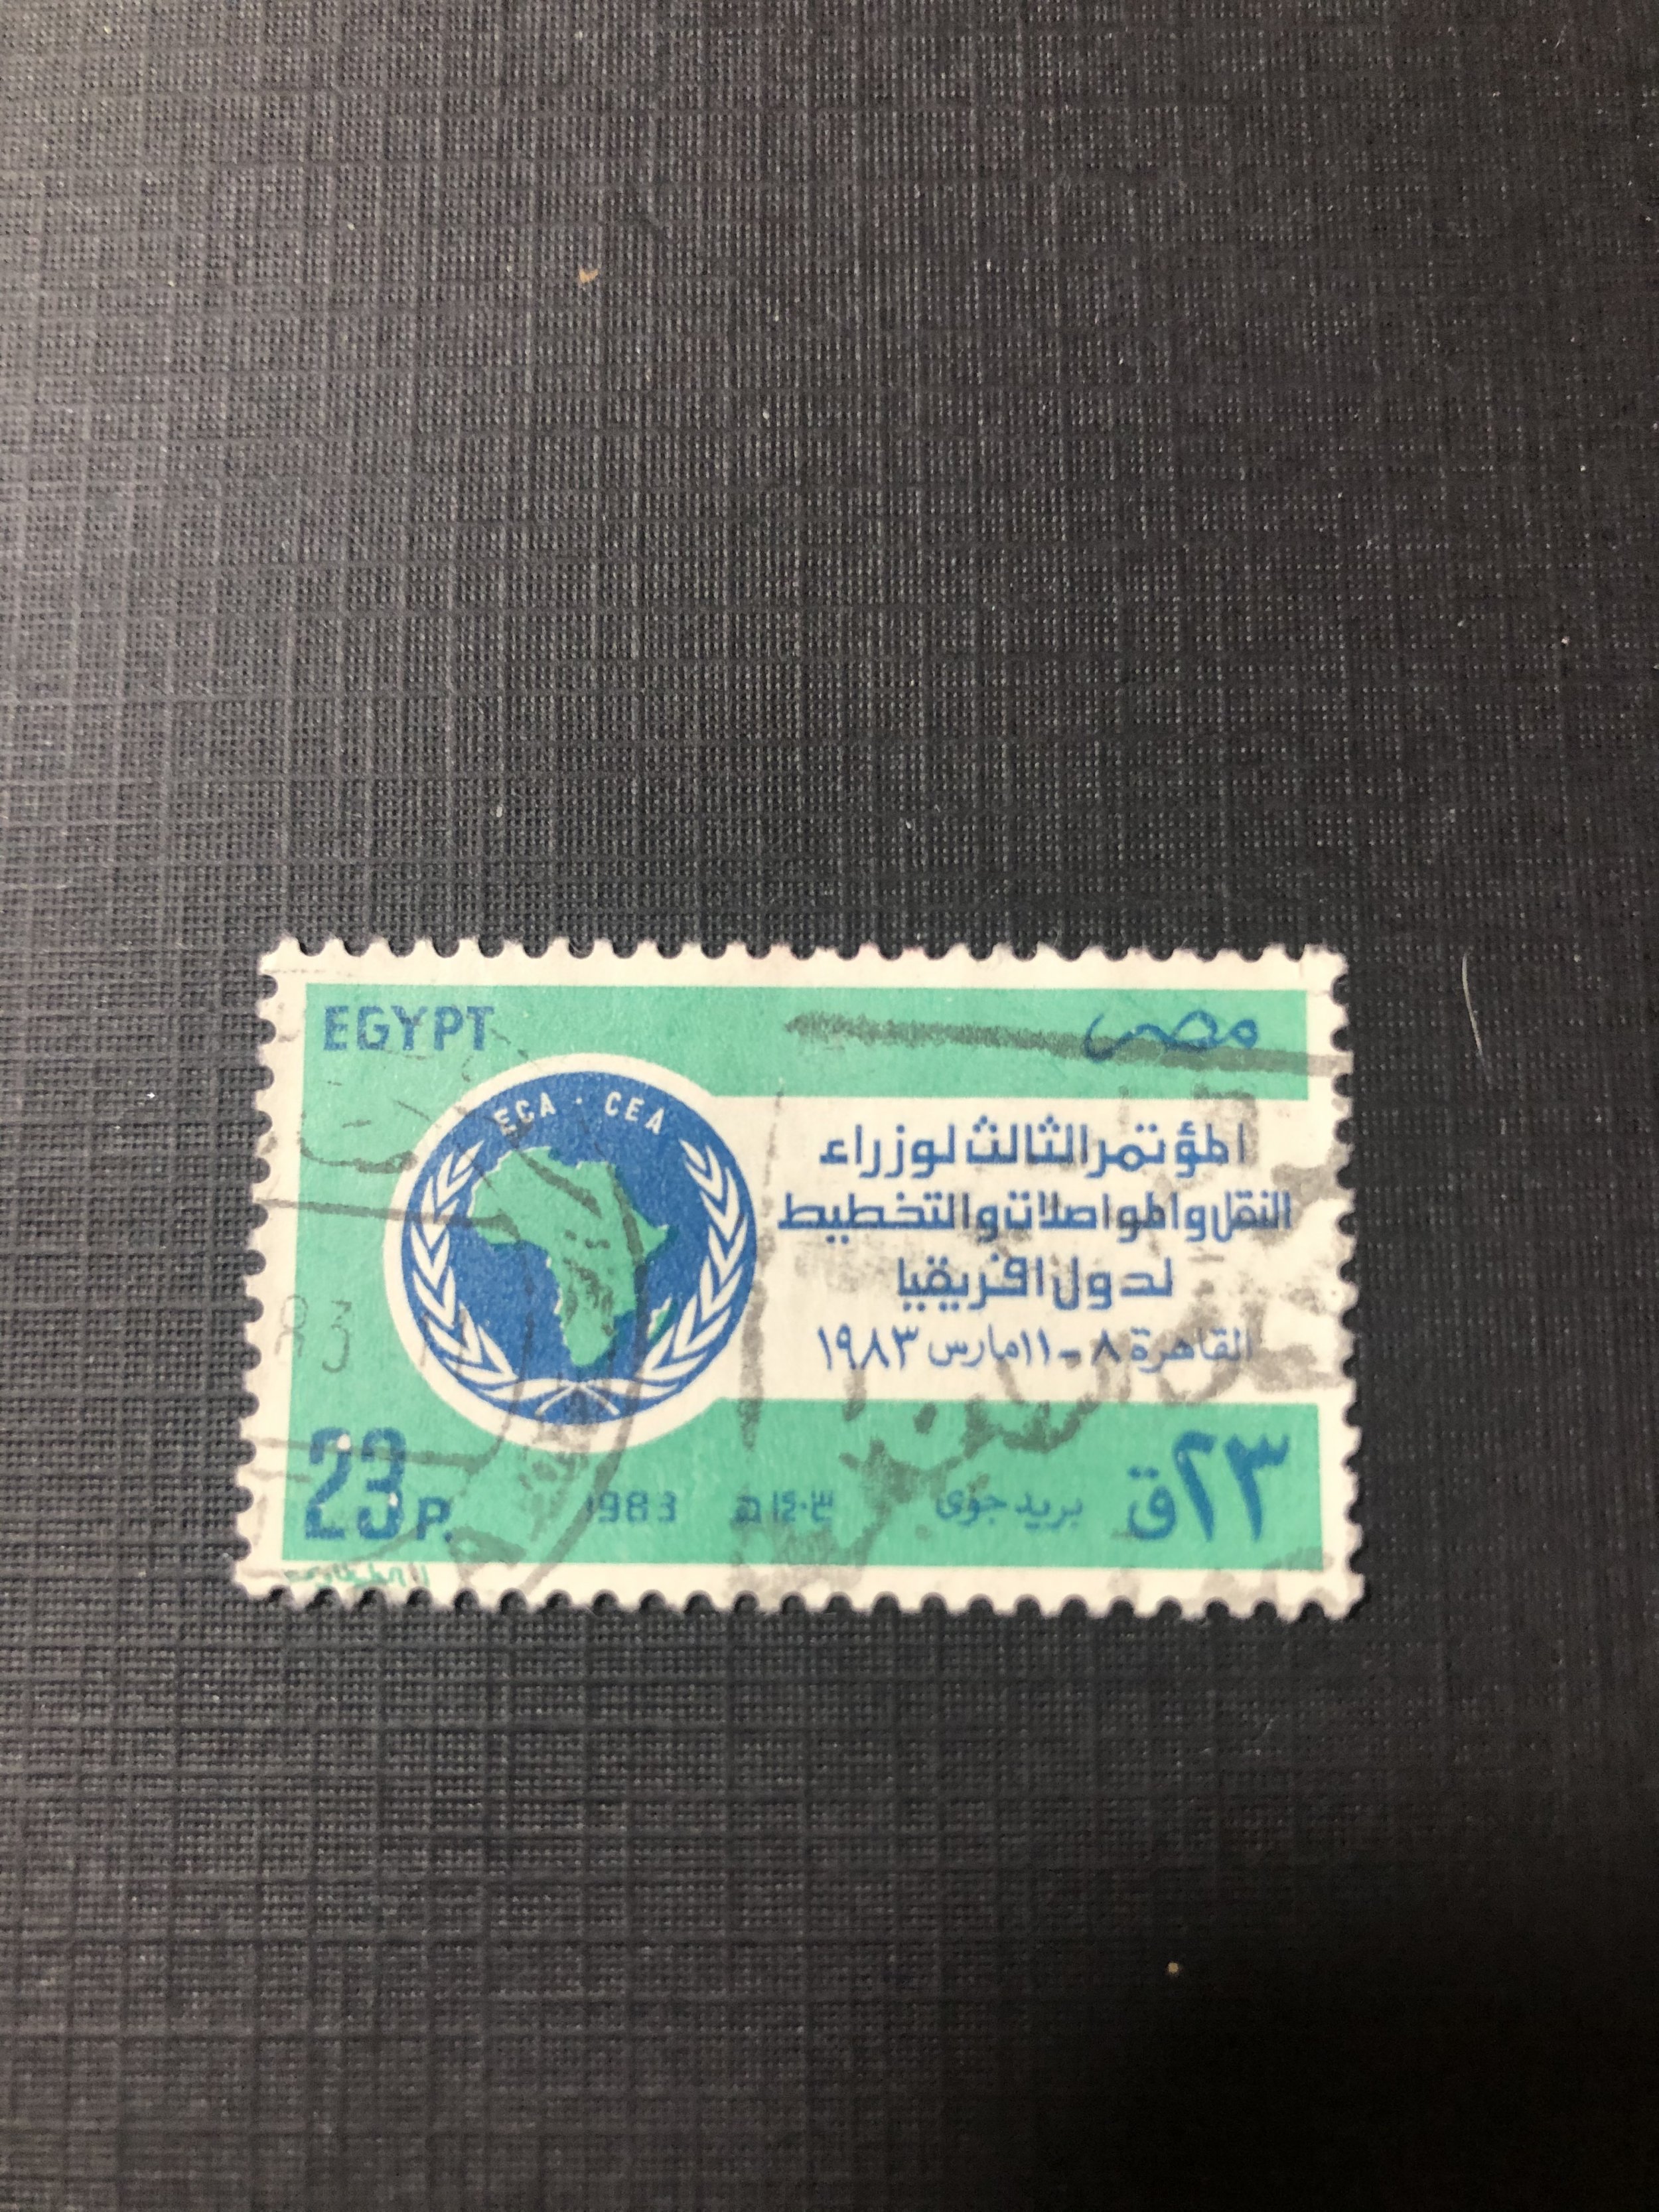 EGYPT
مصر
ECA · CEA
المؤتمر الثالث لوزراء
النقل والمواصلات والتخطيط
لدول افريقيا
القاهرة ٨ - ١١ مارس ١٩٨٣
83
23 P.
1983
١٤٠٣ هـ
بريد جوى
٢٣ ق